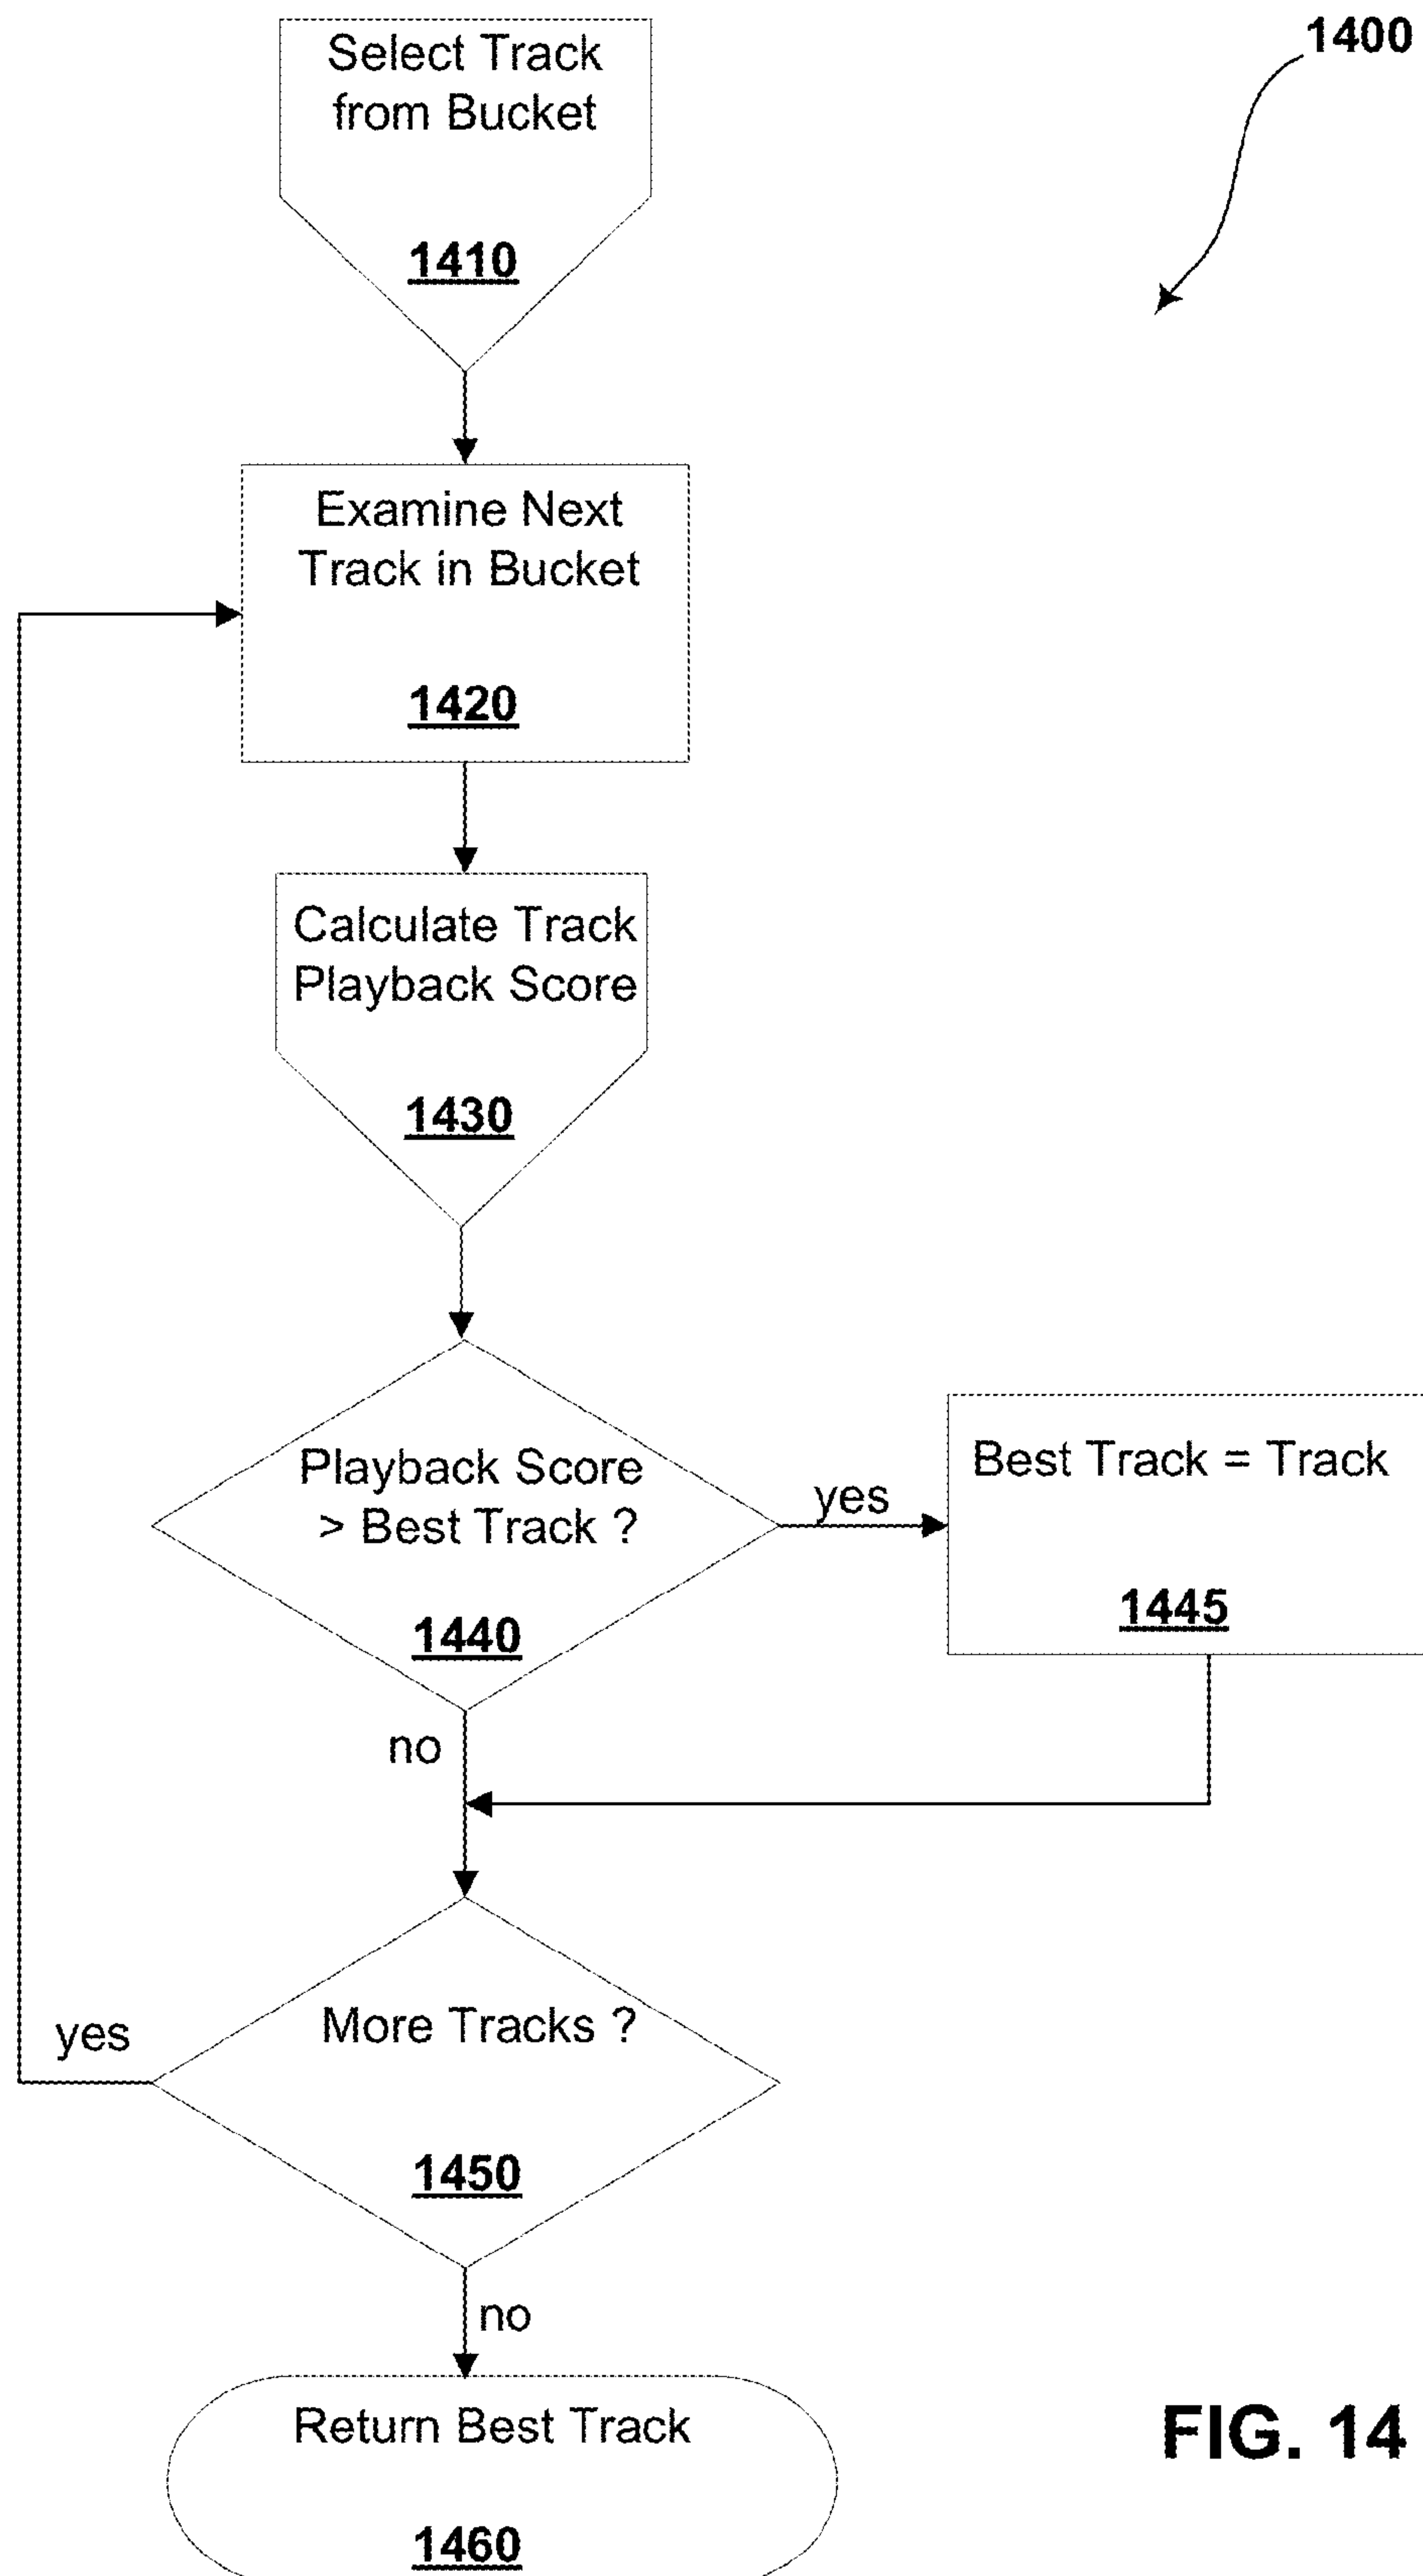 1400
Select Track
from Bucket
1410
Examine Next
Track in Bucket
1420
Calculate Track
Playback Score
1430
Playback Score
> Best Track ?
1440
yes
Best Track = Track
1445
no
More Tracks ?
1450
yes
no
Return Best Track
1460
FIG. 14